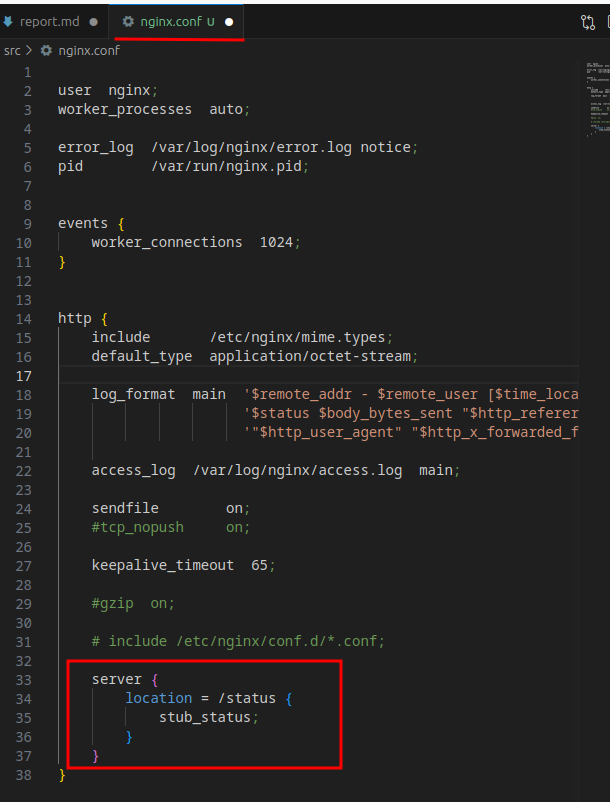 report.md
nginx.conf U
src > nginx.conf
1
2 user  nginx;
3 worker_processes  auto;
4
5 error_log  /var/log/nginx/error.log notice;
6 pid        /var/run/nginx.pid;
7
8
9 events {
10     worker_connections  1024;
11 }
12
13
14 http {
15     include       /etc/nginx/mime.types;
16     default_type  application/octet-stream;
17
18     log_format  main  '$remote_addr - $remote_user [$time_loca
19                       '$status $body_bytes_sent "$http_referer
20                       '"$http_user_agent" "$http_x_forwarded_f
21
22     access_log  /var/log/nginx/access.log  main;
23
24     sendfile        on;
25     #tcp_nopush     on;
26
27     keepalive_timeout  65;
28
29     #gzip  on;
30
31     # include /etc/nginx/conf.d/*.conf;
32
33     server {
34         location = /status {
35             stub_status;
36         }
37     }
38 }